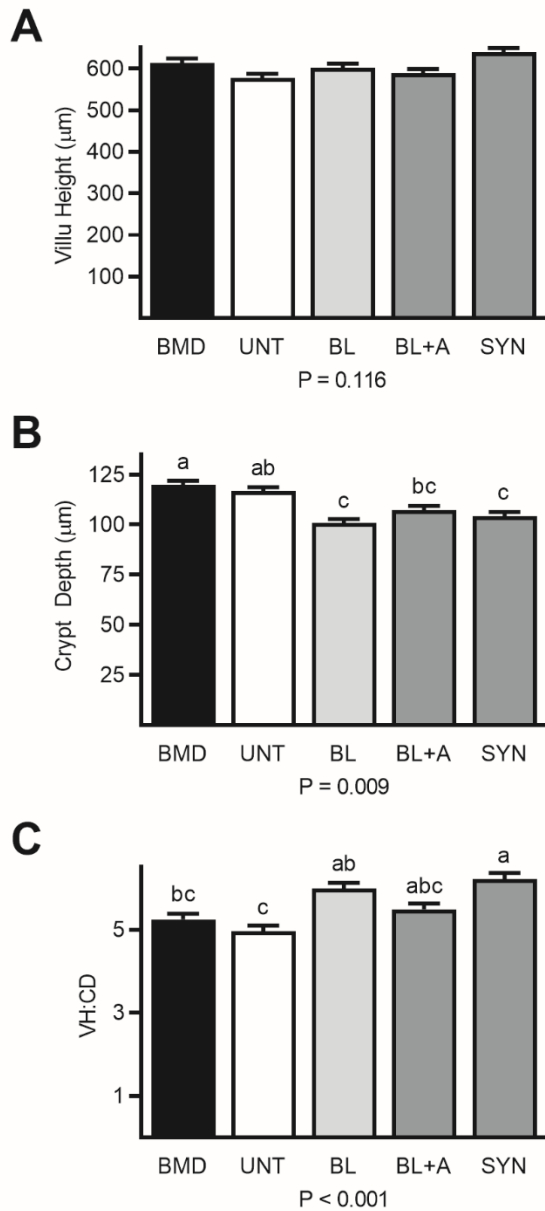 A
Villu Height (µm)
600
500
400
300
200
100
BMD UNT BL BL+A SYN
P = 0.116
B
Crypt Depth (µm)
125
100
75
50
25
a ab c bc c
BMD UNT BL BL+A SYN
P = 0.009
C
VH:CD
5
3
1
bc c ab abc a
BMD UNT BL BL+A SYN
P < 0.001